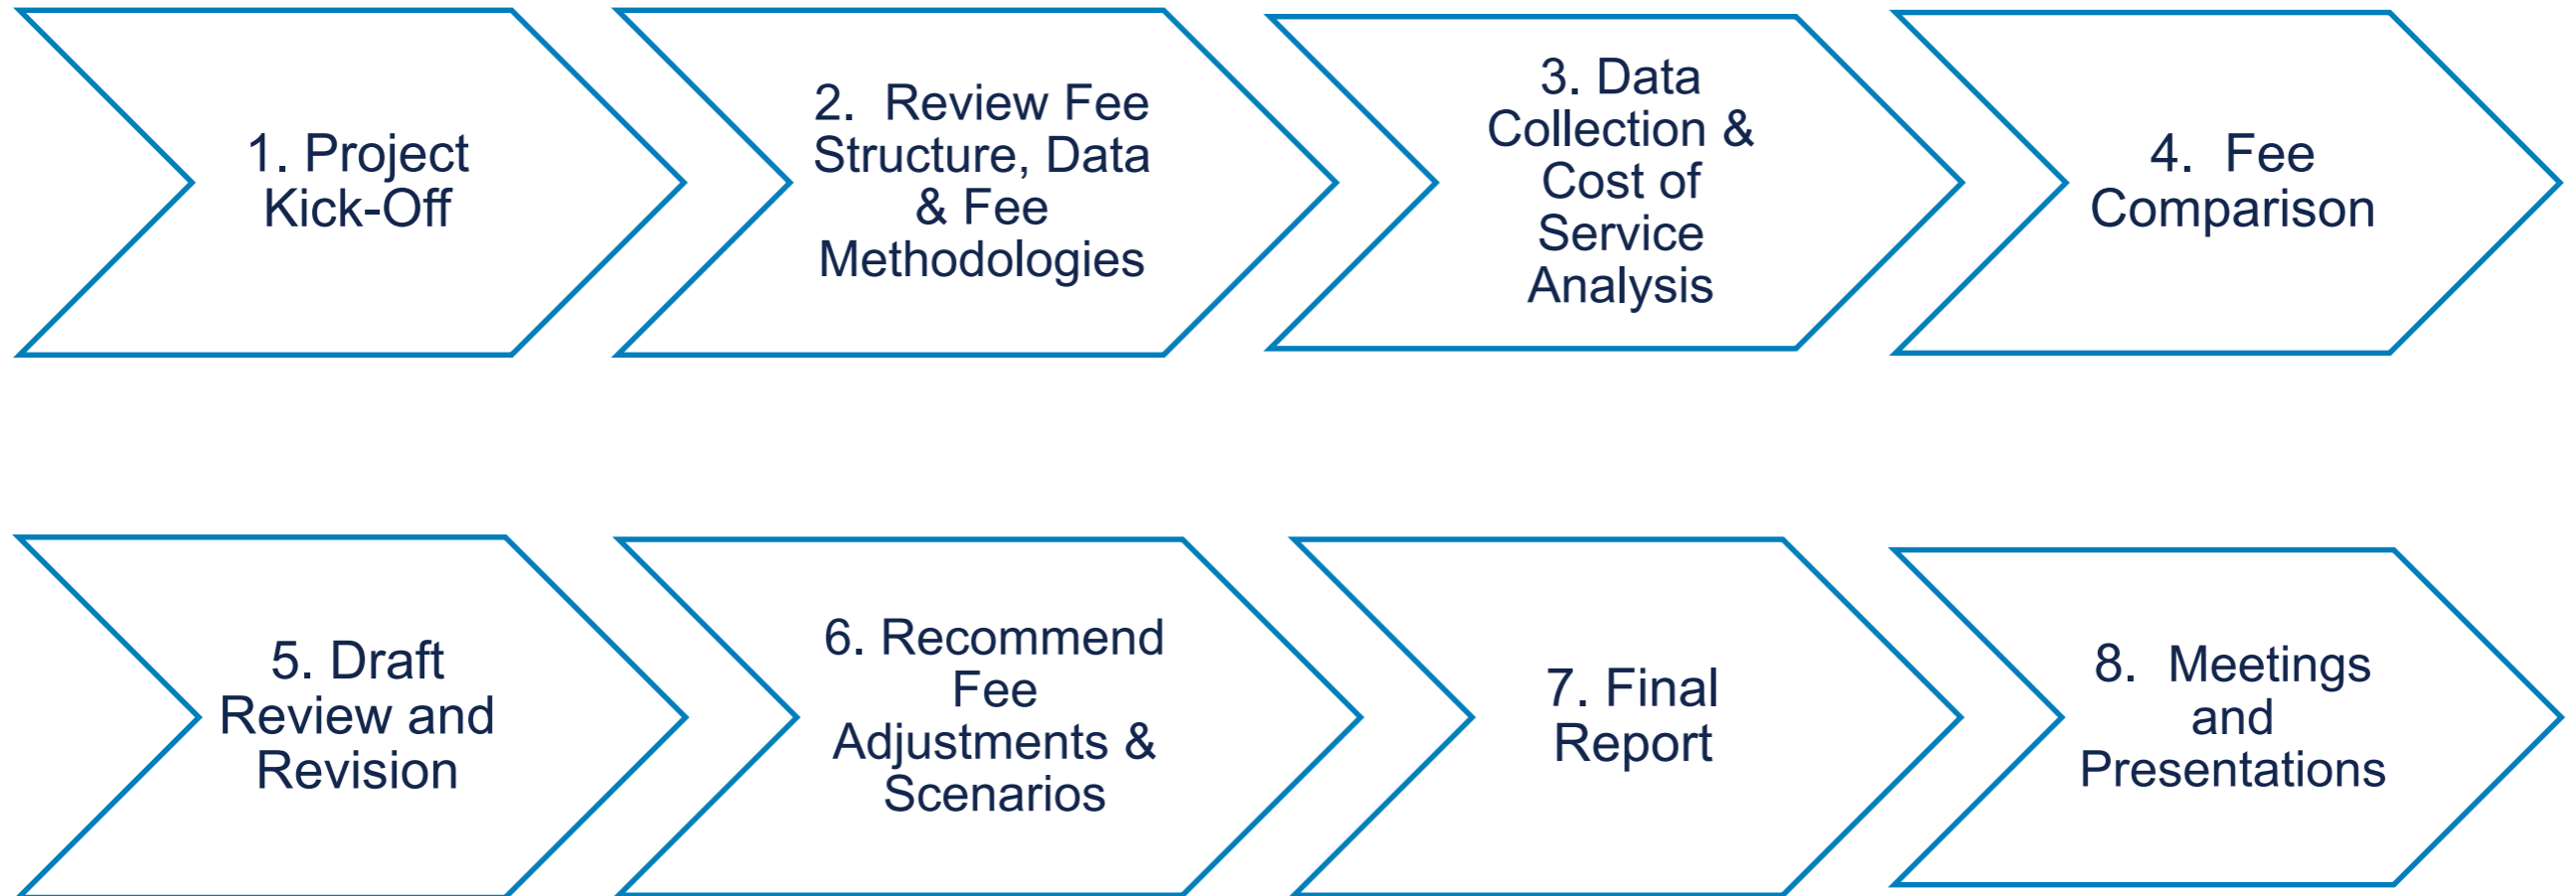 1. Project
Kick-Off
2.  Review Fee
Structure, Data
& Fee
Methodologies
3. Data
Collection &
Cost of
Service
Analysis
4.  Fee
Comparison
5. Draft
Review and
Revision
6. Recommend
Fee
Adjustments &
Scenarios
7. Final
Report
8.  Meetings
and
Presentations